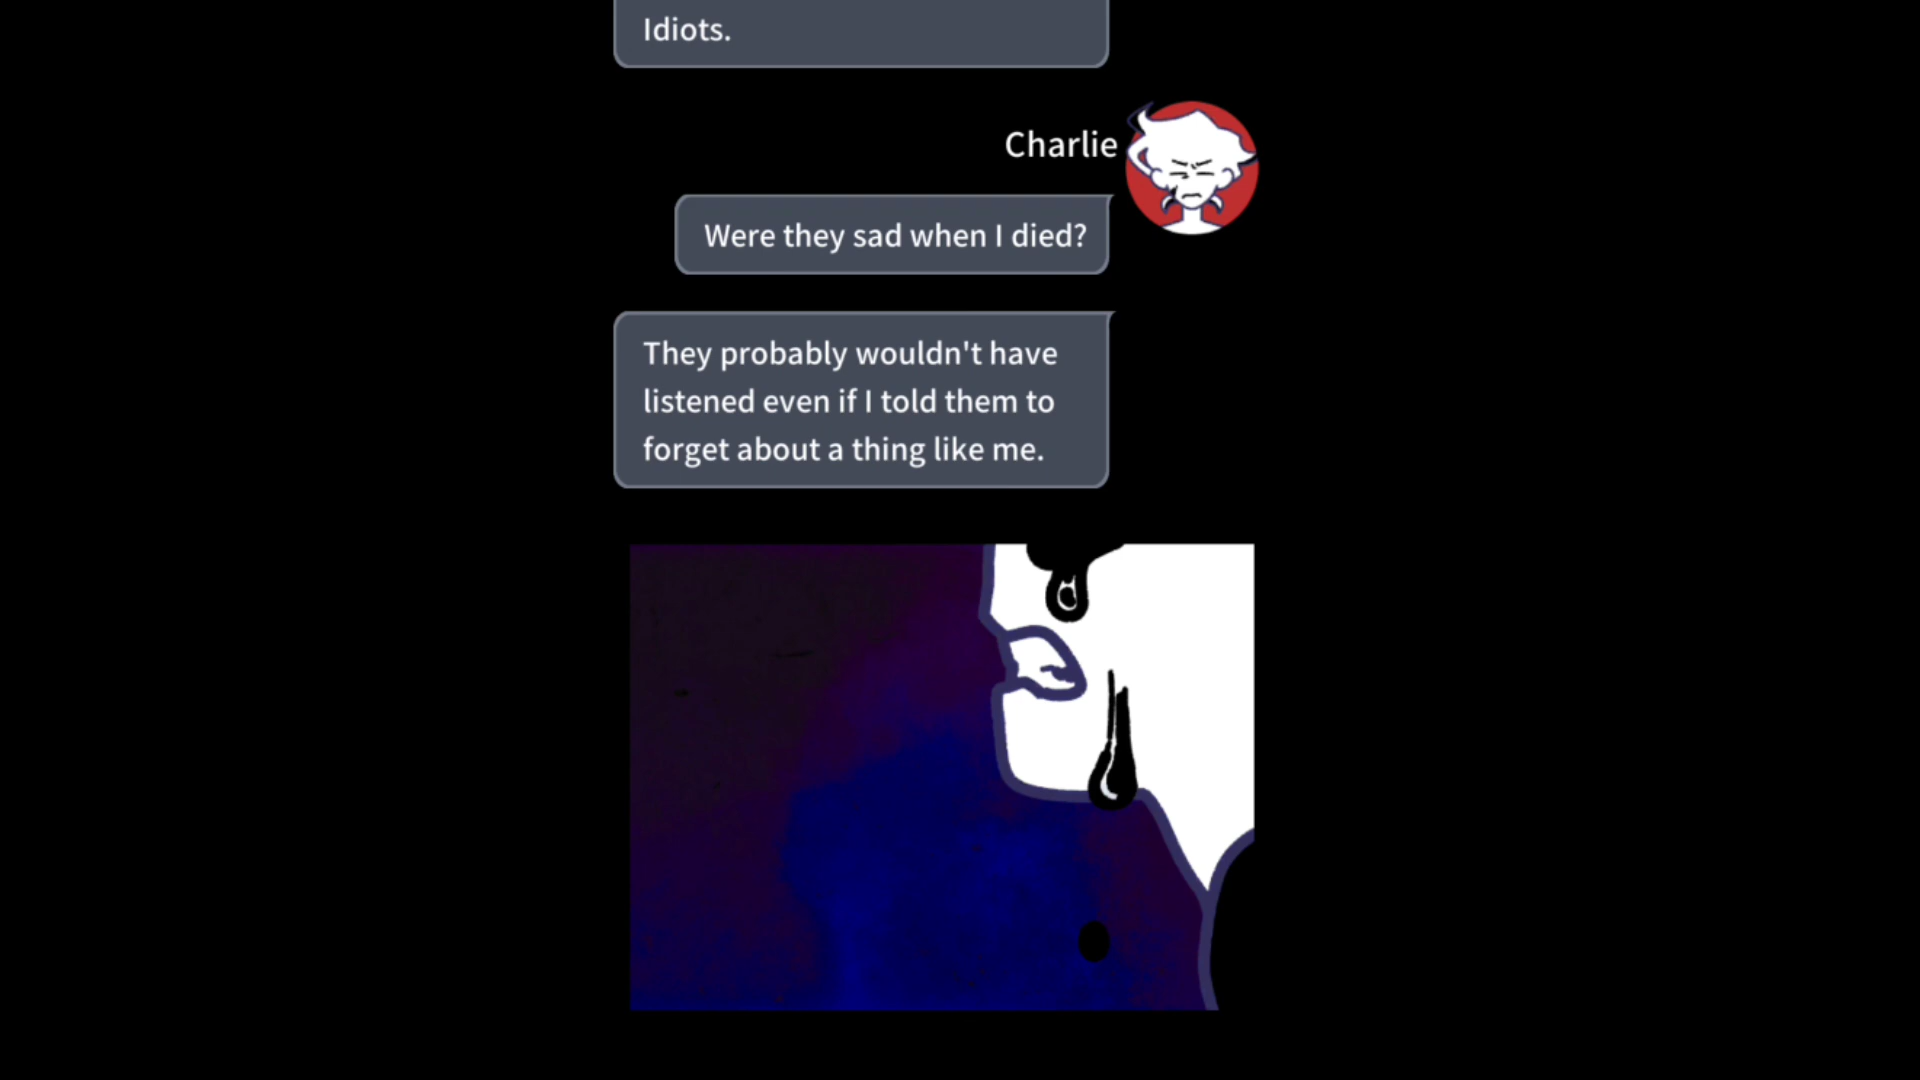 Idiots.
Charlie
Were they sad when I died?
They probably wouldn't have
listened even if I told them to
forget about a thing like me.